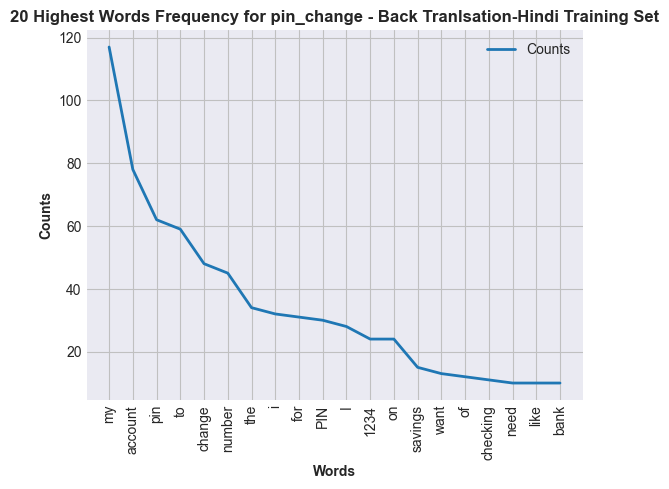 20 Highest Words Frequency for pin_change - Back Tranlsation-Hindi Training Set
Counts
120
100
80
60
40
20
Counts
my
account
pin
to
change
number
the
i
for
PIN
I
1234
on
savings
want
of
checking
need
like
bank
Words